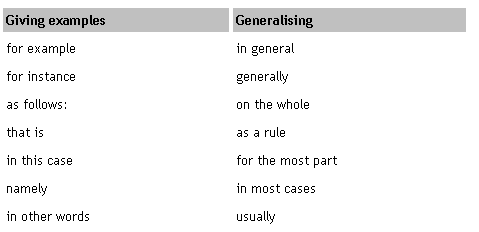 Giving examples Generalising
for example in general
for instance generally
as follows: on the whole
that is as a rule
in this case for the most part
namely in most cases
in other words usually